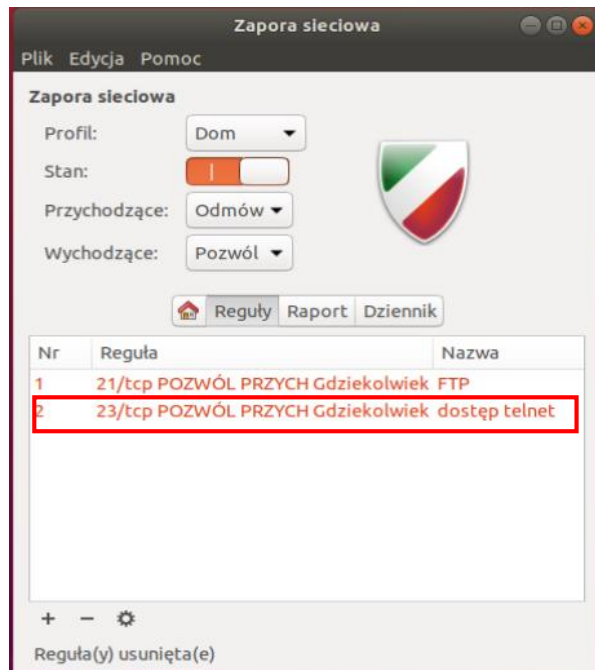 Zapora sieciowa
Plik Edycja Pomoc
Zapora sieciowa
Profil: Dom
Stan:
Przychodzące: Odmów
Wychodzące: Pozwól
Reguły Raport Dziennik
Nr Reguła Nazwa
1 21/tcp POZWÓL PRZYCH Gdziekolwiek FTP
2 23/tcp POZWÓL PRZYCH Gdziekolwiek dostęp telnet
Reguła(y) usunięta(e)